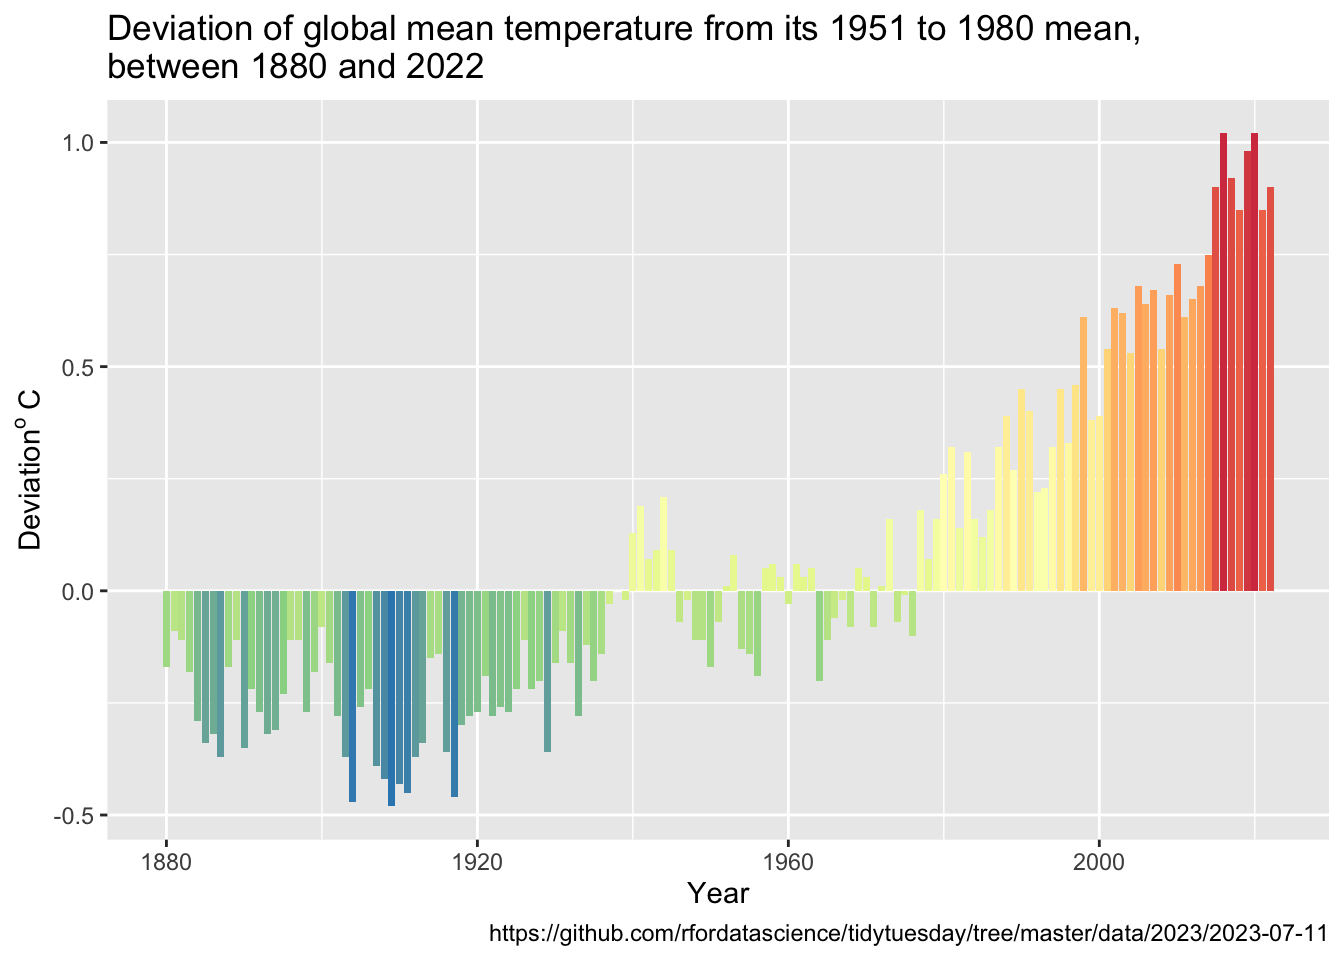 Deviation of global mean temperature from its 1951 to 1980 mean,
between 1880 and 2022
1.0
0.5
0.0
-0.5
Deviationᵒ C
1880 1920 1960 2000
Year
https://github.com/rfordatascience/tidytuesday/tree/master/data/2023/2023-07-11